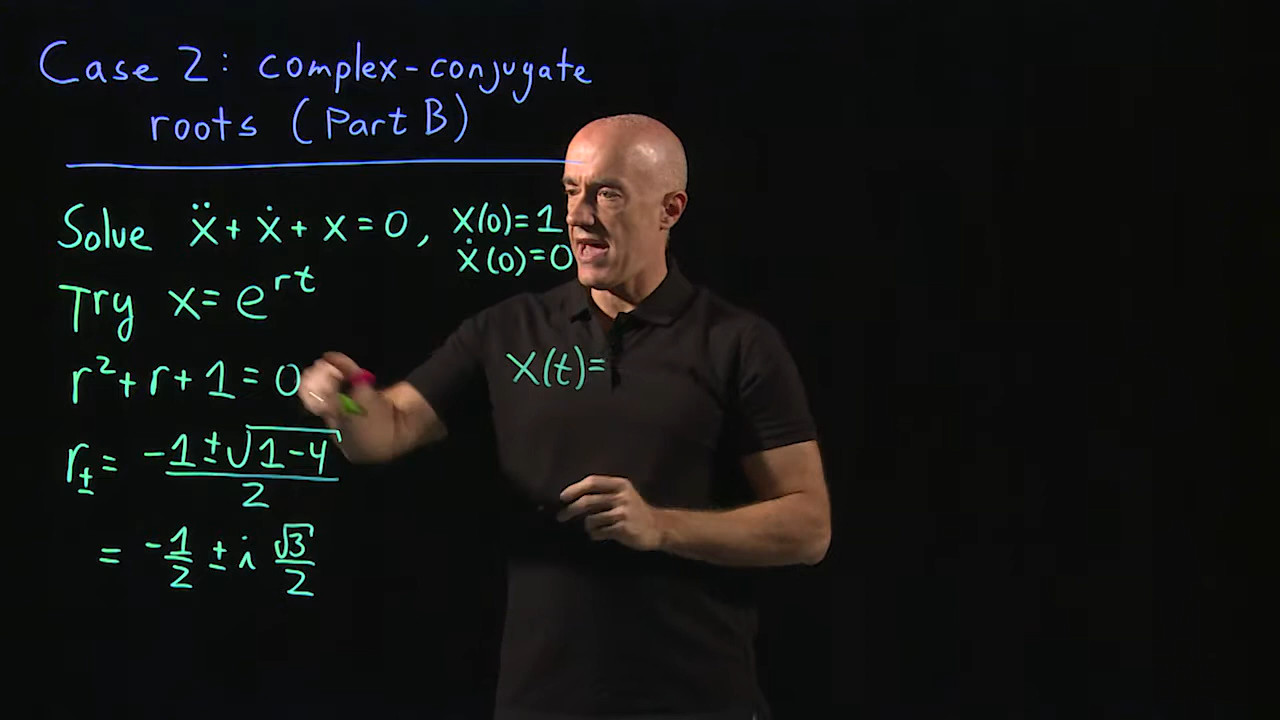 Case 2: complex-conjugate
roots (Part B)
Solve ẍ + ẋ + x = 0, x(0) = 1
ẋ(0) = 0
Try x = e^{rt}
r² + r + 1 = 0
x(t) =
r_± = (-1 ± √(1-4))/2
= -1/2 ± i √3/2